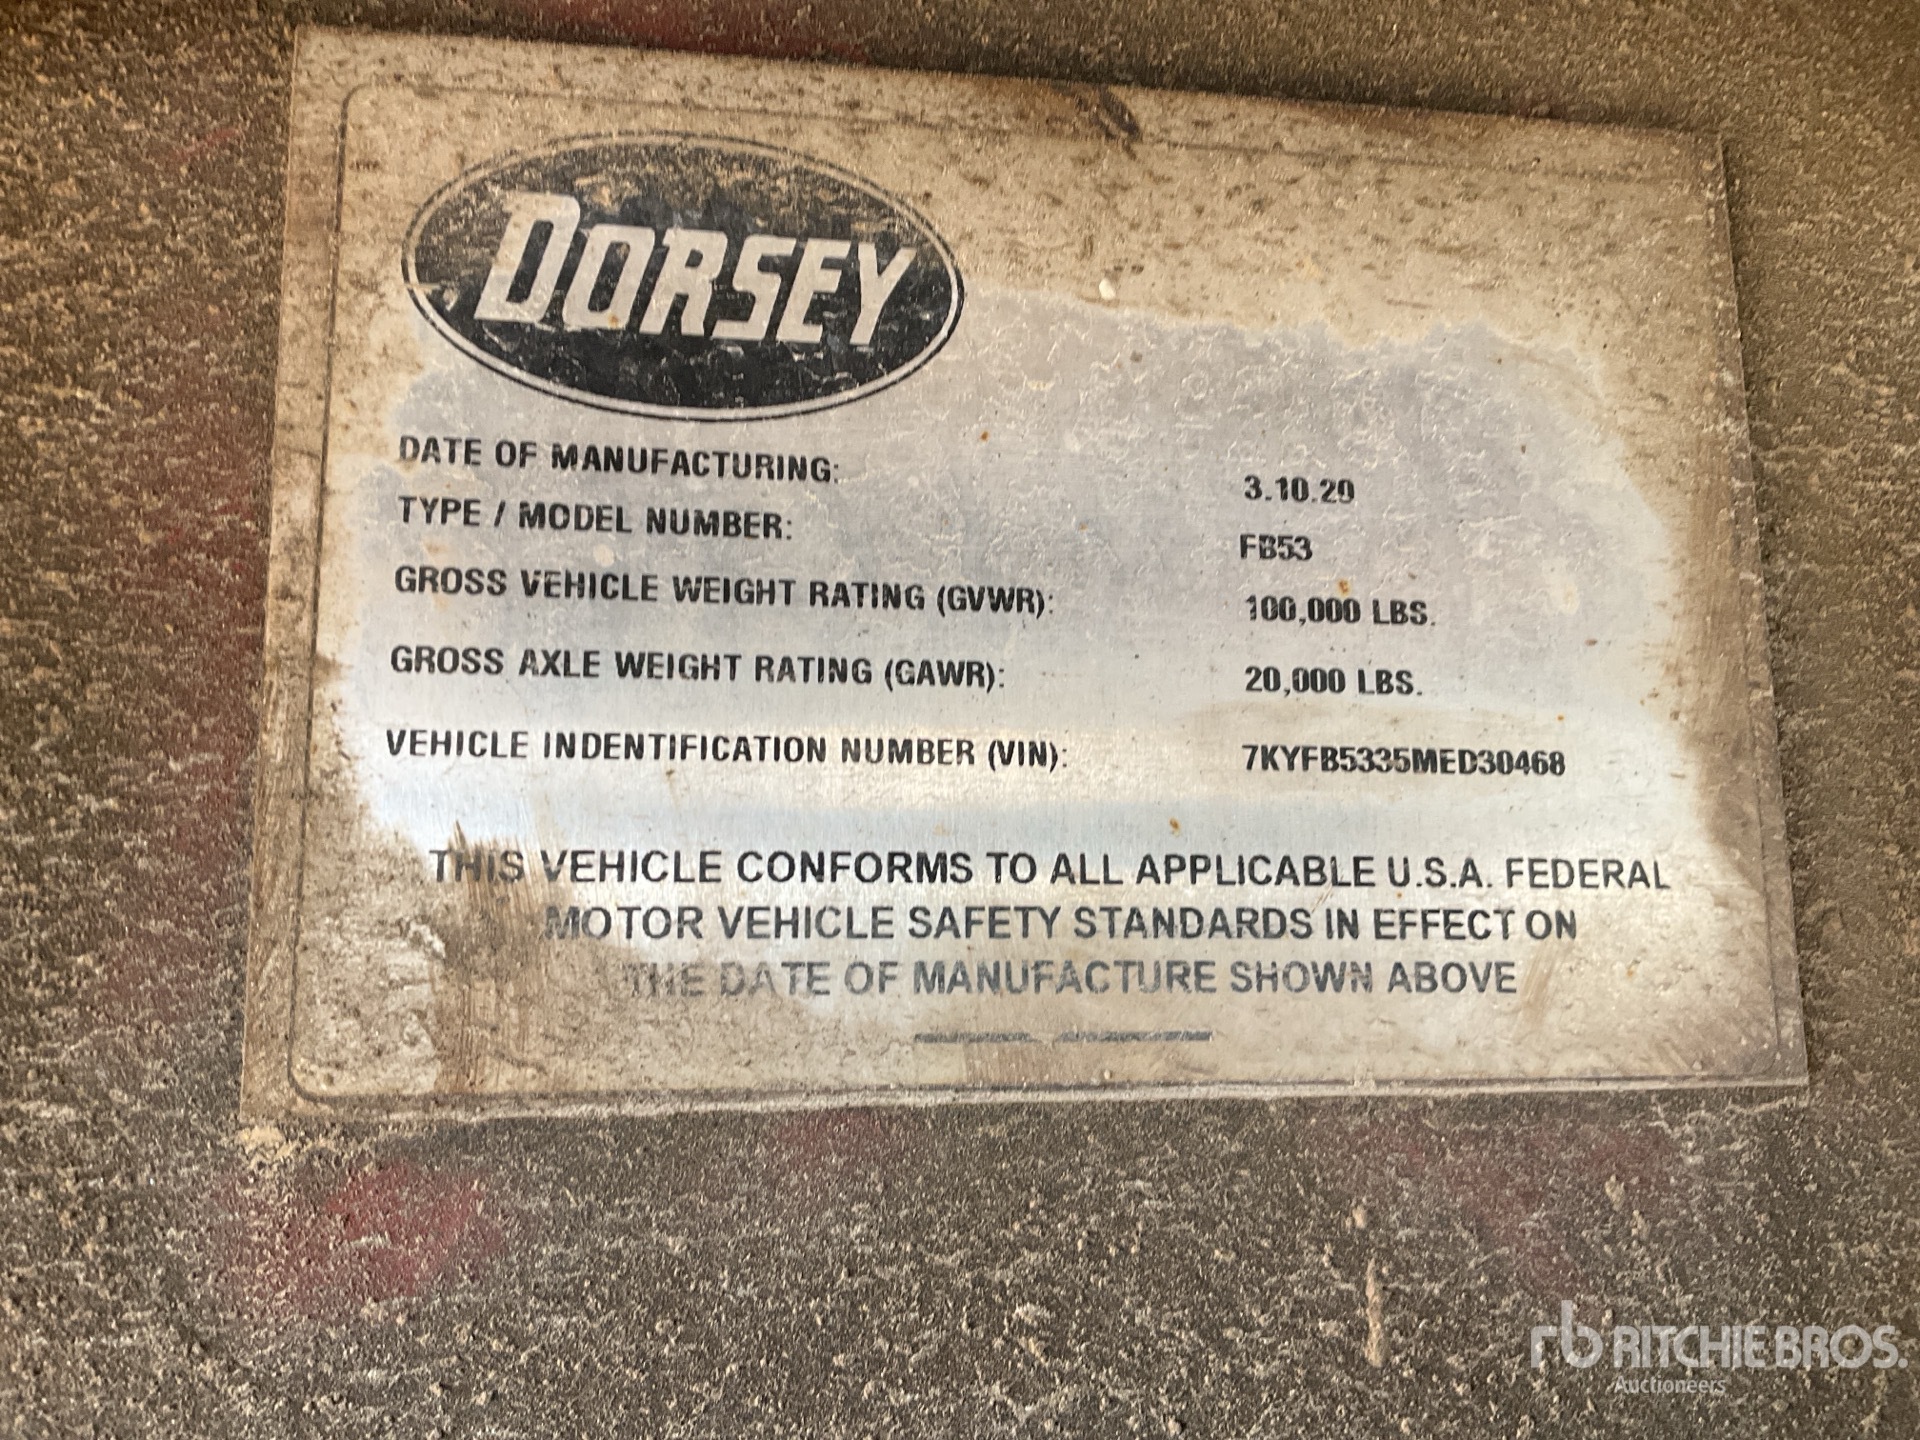 DORSEY
DATE OF MANUFACTURING: 3.10.20
TYPE / MODEL NUMBER: FB53
GROSS VEHICLE WEIGHT RATING (GVWR): 100,000 LBS.
GROSS AXLE WEIGHT RATING (GAWR): 20,000 LBS.
VEHICLE INDENTIFICATION NUMBER (VIN): 7KYFB5335MED30468
THIS VEHICLE CONFORMS TO ALL APPLICABLE U.S.A. FEDERAL
MOTOR VEHICLE SAFETY STANDARDS IN EFFECT ON
THE DATE OF MANUFACTURE SHOWN ABOVE
rb RITCHIE BROS.
Auctioneers